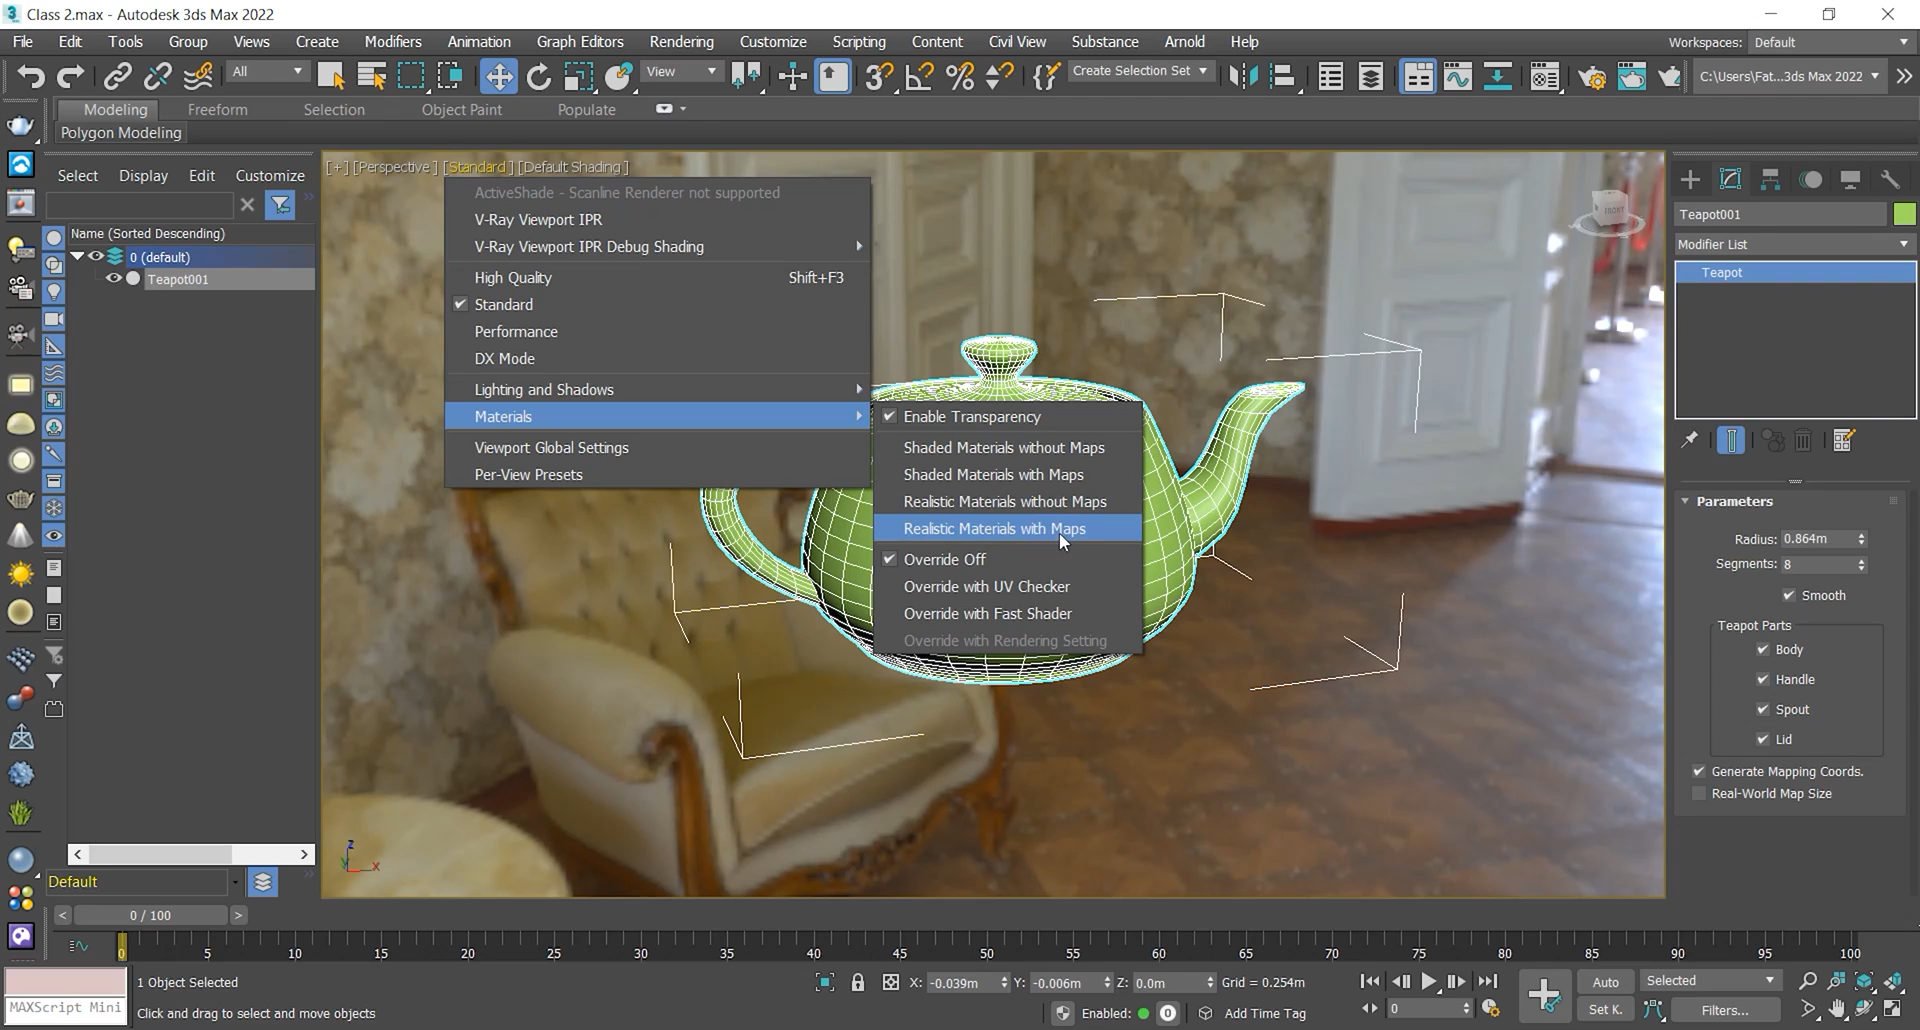 Class 2.max - Autodesk 3ds Max 2022
File Edit Tools Group Views Create Modifiers Animation Graph Editors Rendering Customize Scripting Content Civil View Substance Arnold Help Workspaces: Default
All View Create Selection Set C:\Users\Fat...3ds Max 2022
Modeling Freeform Selection Object Paint Populate
Polygon Modeling
Select Display Edit Customize
Name (Sorted Descending)
0 (default)
Teapot001
Default
[+] [Perspective] [Standard] [Default Shading]
ActiveShade - Scanline Renderer not supported
V-Ray Viewport IPR
V-Ray Viewport IPR Debug Shading
High Quality Shift+F3
Standard
Performance
DX Mode
Lighting and Shadows
Materials
Viewport Global Settings
Per-View Presets
Enable Transparency
Shaded Materials without Maps
Shaded Materials with Maps
Realistic Materials without Maps
Realistic Materials with Maps
Override Off
Override with UV Checker
Override with Fast Shader
Override with Rendering Setting
z
y x
Teapot001
Modifier List
Teapot
Parameters
Radius: 0.864m
Segments: 8
Smooth
Teapot Parts
Body
Handle
Spout
Lid
Generate Mapping Coords.
Real-World Map Size
< 0 / 100 >
0 5 10 15 20 25 30 35 40 45 50 55 60 65 70 75 80 85 90 95 100
1 Object Selected X: -0.039m Y: -0.006m Z: 0.0m Grid = 0.254m Auto Selected
MAXScript Mini Click and drag to select and move objects Enabled: 0 Add Time Tag 0 Set K. Filters...